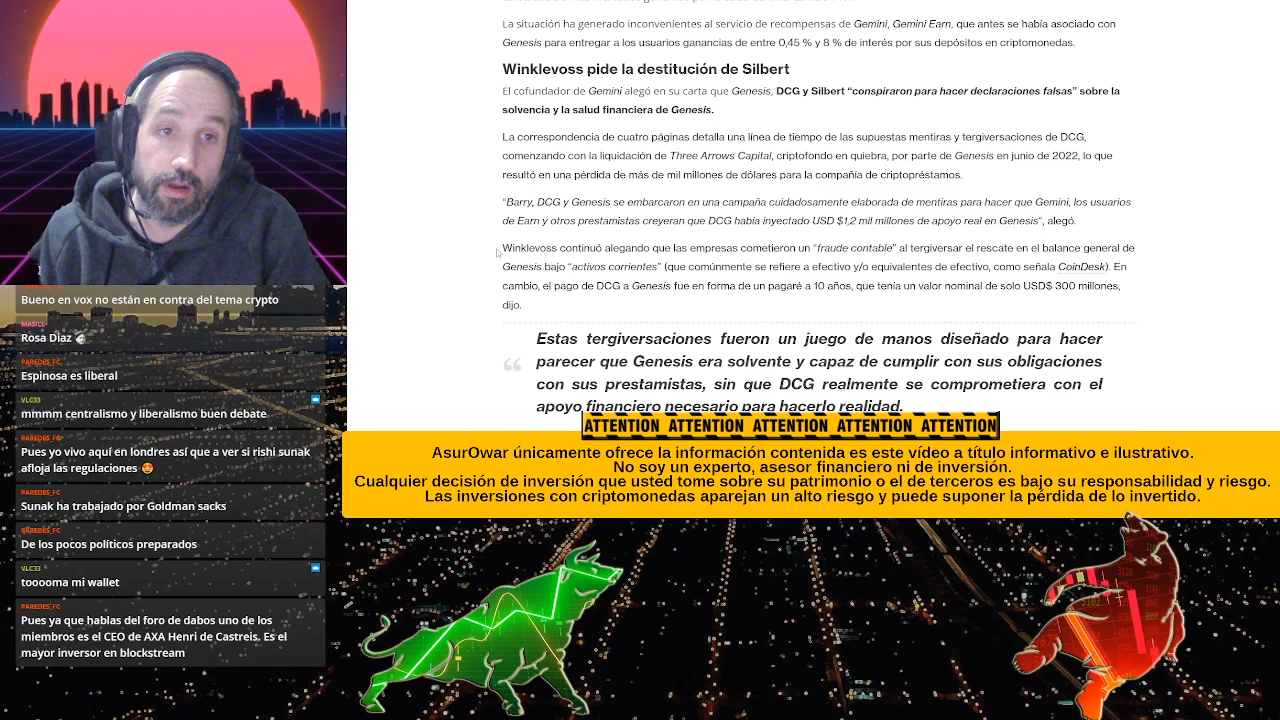 La situación ha generado inconvenientes al servicio de recompensas de Gemini, Gemini Earn, que antes se había asociado con
Genesis para entregar a los usuarios ganancias de entre 0,45 % y 8 % de interés por sus depósitos en criptomonedas.
Winklevoss pide la destitución de Silbert
El cofundador de Gemini alegó en su carta que Genesis, DCG y Silbert “conspiraron para hacer declaraciones falsas” sobre la
solvencia y la salud financiera de Genesis.
La correspondencia de cuatro páginas detalla una línea de tiempo de las supuestas mentiras y tergiversaciones de DCG,
comenzando con la liquidación de Three Arrows Capital, criptofondo en quiebra, por parte de Genesis en junio de 2022, lo que
resultó en una pérdida de más de mil millones de dólares para la compañía de criptopréstamos.
“Barry, DCG y Genesis se embarcaron en una campaña cuidadosamente elaborada de mentiras para hacer que Gemini, los usuarios
de Earn y otros prestamistas creyeran que DCG había inyectado USD $1,2 mil millones de apoyo real en Genesis“, alegó.
Winklevoss continuó alegando que las empresas cometieron un “fraude contable” al tergiversar el rescate en el balance general de
Genesis bajo “activos corrientes” (que comúnmente se refiere a efectivo y/o equivalentes de efectivo, como señala CoinDesk). En
cambio, el pago de DCG a Genesis fue en forma de un pagaré a 10 años, que tenía un valor nominal de solo USD$ 300 millones,
dijo.
“
Estas tergiversaciones fueron un juego de manos diseñado para hacer
parecer que Genesis era solvente y capaz de cumplir con sus obligaciones
con sus prestamistas, sin que DCG realmente se comprometiera con el
apoyo financiero necesario para hacerlo realidad.
Bueno en vox no están en contra del tema crypto
MASILL
Rosa Diaz
PAREDES_FC
Espinosa es liberal
VLC33
mmmm centralismo y liberalismo buen debate
PAREDES_FC
Pues yo vivo aquí en londres así que a ver si rishi sunak
afloja las regulaciones
PAREDES_FC
Sunak ha trabajado por Goldman sacks
PAREDES_FC
De los pocos políticos preparados
VLC33
tooooma mi wallet
PAREDES_FC
Pues ya que hablas del foro de dabos uno de los
miembros es el CEO de AXA Henri de Castreis. Es el
mayor inversor en blockstream
ATTENTION ATTENTION ATTENTION ATTENTION ATTENTION
AsurOwar únicamente ofrece la información contenida es este vídeo a título informativo e ilustrativo.
No soy un experto, asesor financiero ni de inversión.
Cualquier decisión de inversión que usted tome sobre su patrimonio o el de terceros es bajo su responsabilidad y riesgo.
Las inversiones con criptomonedas aparejan un alto riesgo y puede suponer la pérdida de lo invertido.